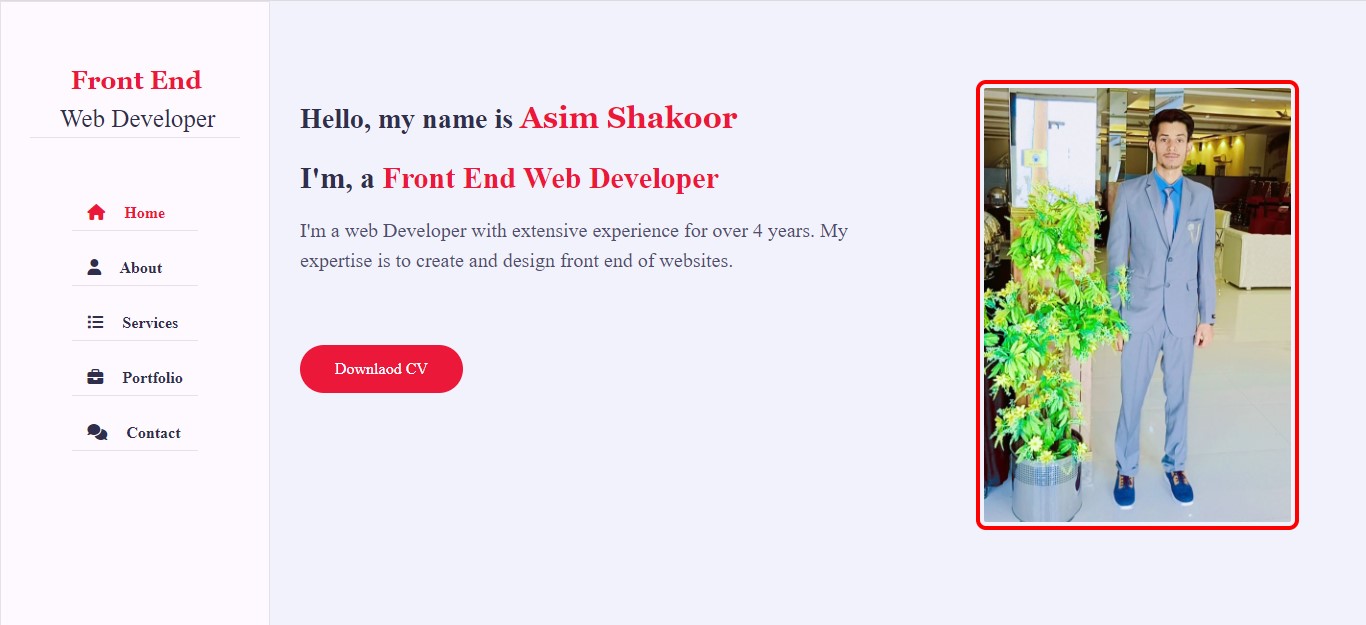 Front End
Web Developer
Home
About
Services
Portfolio
Contact
Hello, my name is Asim Shakoor
I'm, a Front End Web Developer
I'm a web Developer with extensive experience for over 4 years. My
expertise is to create and design front end of websites.
Downlaod CV